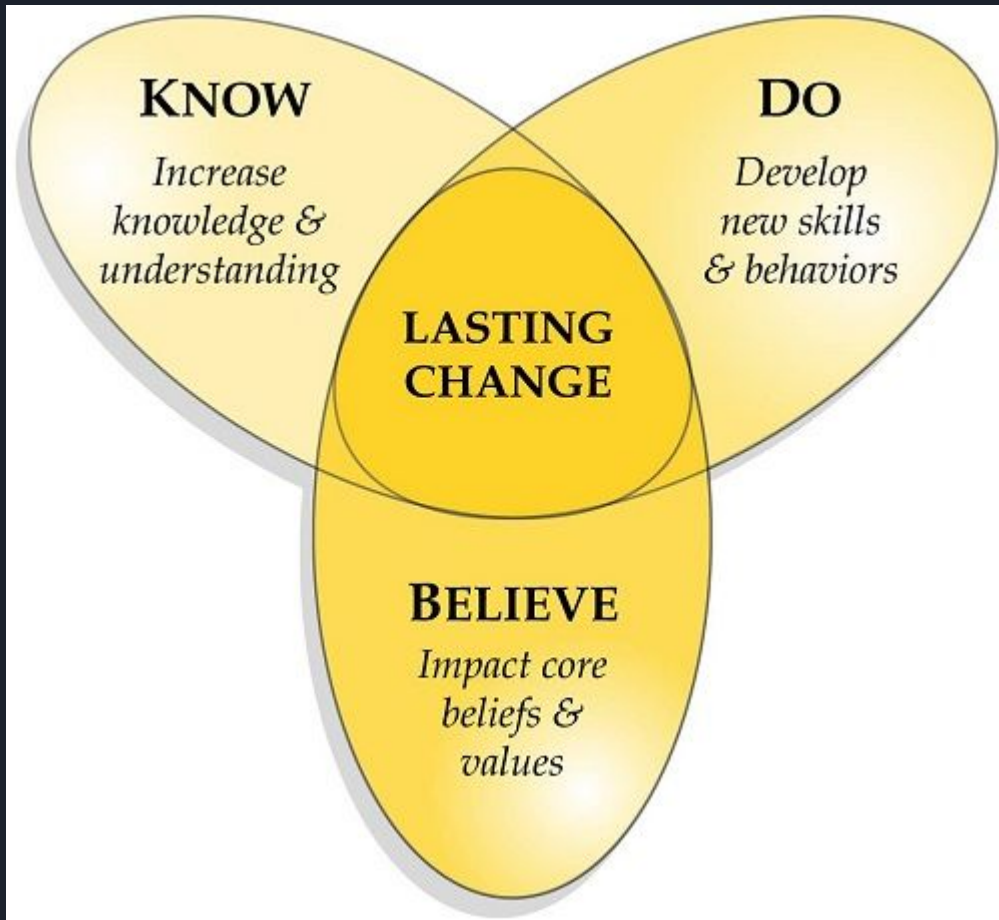 KNOW
Increase
knowledge &
understanding
DO
Develop
new skills
& behaviors
LASTING
CHANGE
BELIEVE
Impact core
beliefs &
values